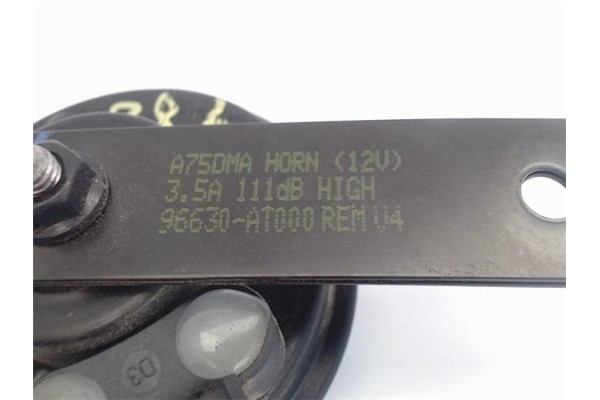 A75DMA HORN (12V)
3.5A 111dB HIGH
96630-AT000 REM V4
D3